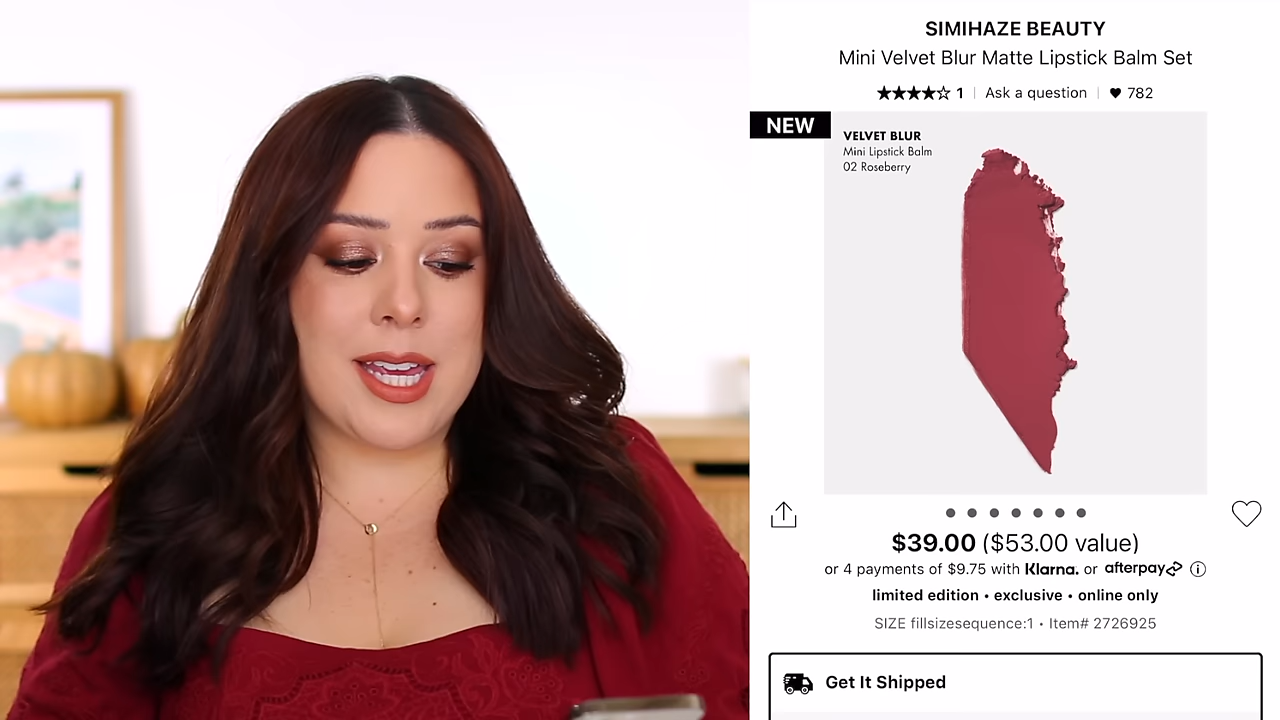 SIMIHAZE BEAUTY
Mini Velvet Blur Matte Lipstick Balm Set
★★★★☆ 1 | Ask a question | ♥ 782
NEW
VELVET BLUR
Mini Lipstick Balm
02 Roseberry
$39.00 ($53.00 value)
or 4 payments of $9.75 with Klarna. or afterpay
limited edition • exclusive • online only
SIZE fillsizesequence:1 • Item# 2726925
Get It Shipped